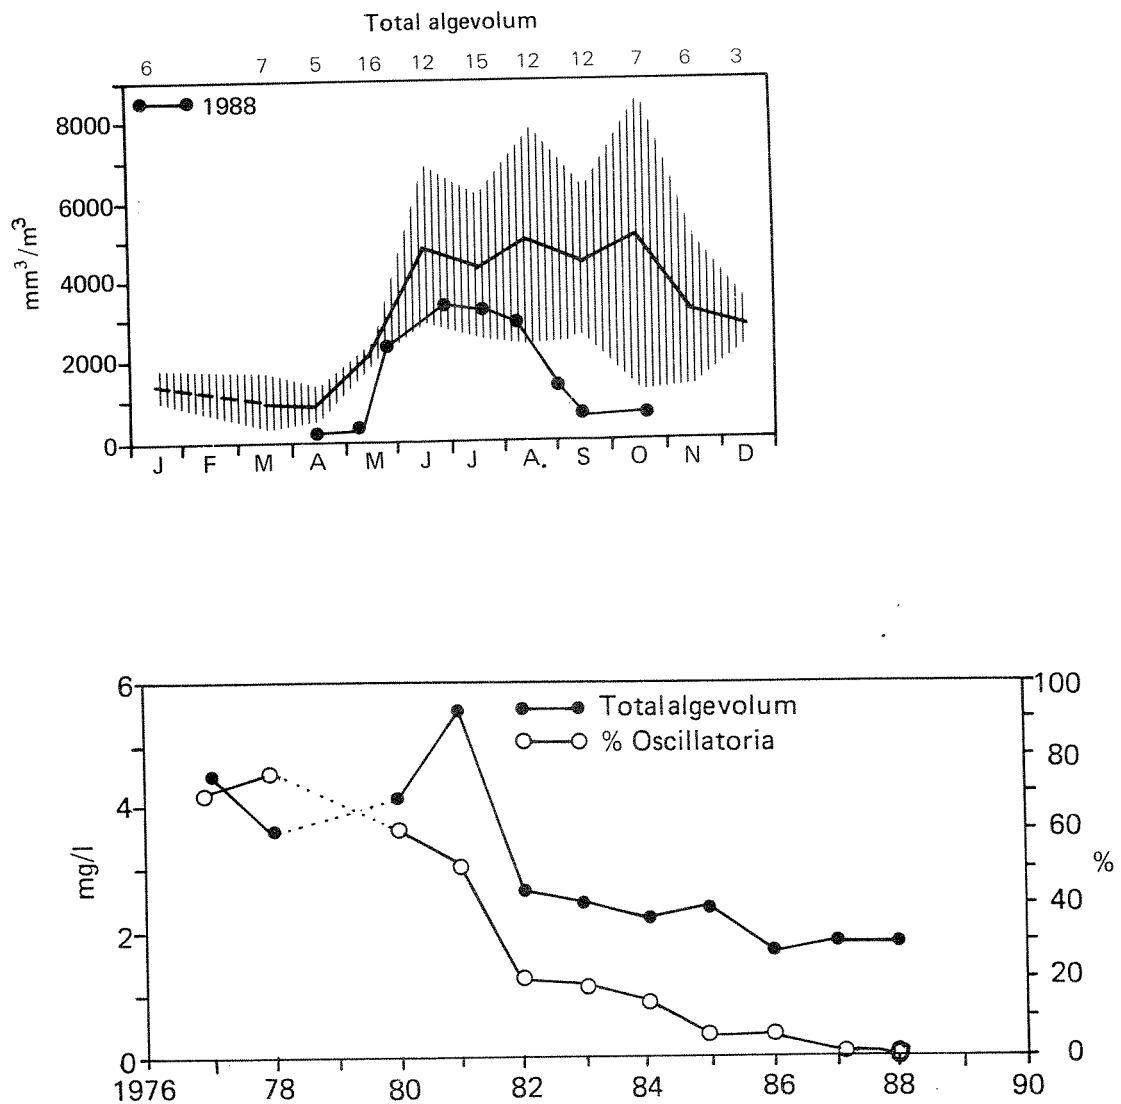 Total algevolum
6 7 5 16 12 15 12 12 7 6 3
1988
8000
6000
4000
2000
0
mm³/m³
J F M A M J J A. S O N D
6
4
2
0
mg/l
Totalalgevolum
% Oscillatoria
100
80
60
40
20
0
%
1976 78 80 82 84 86 88 90